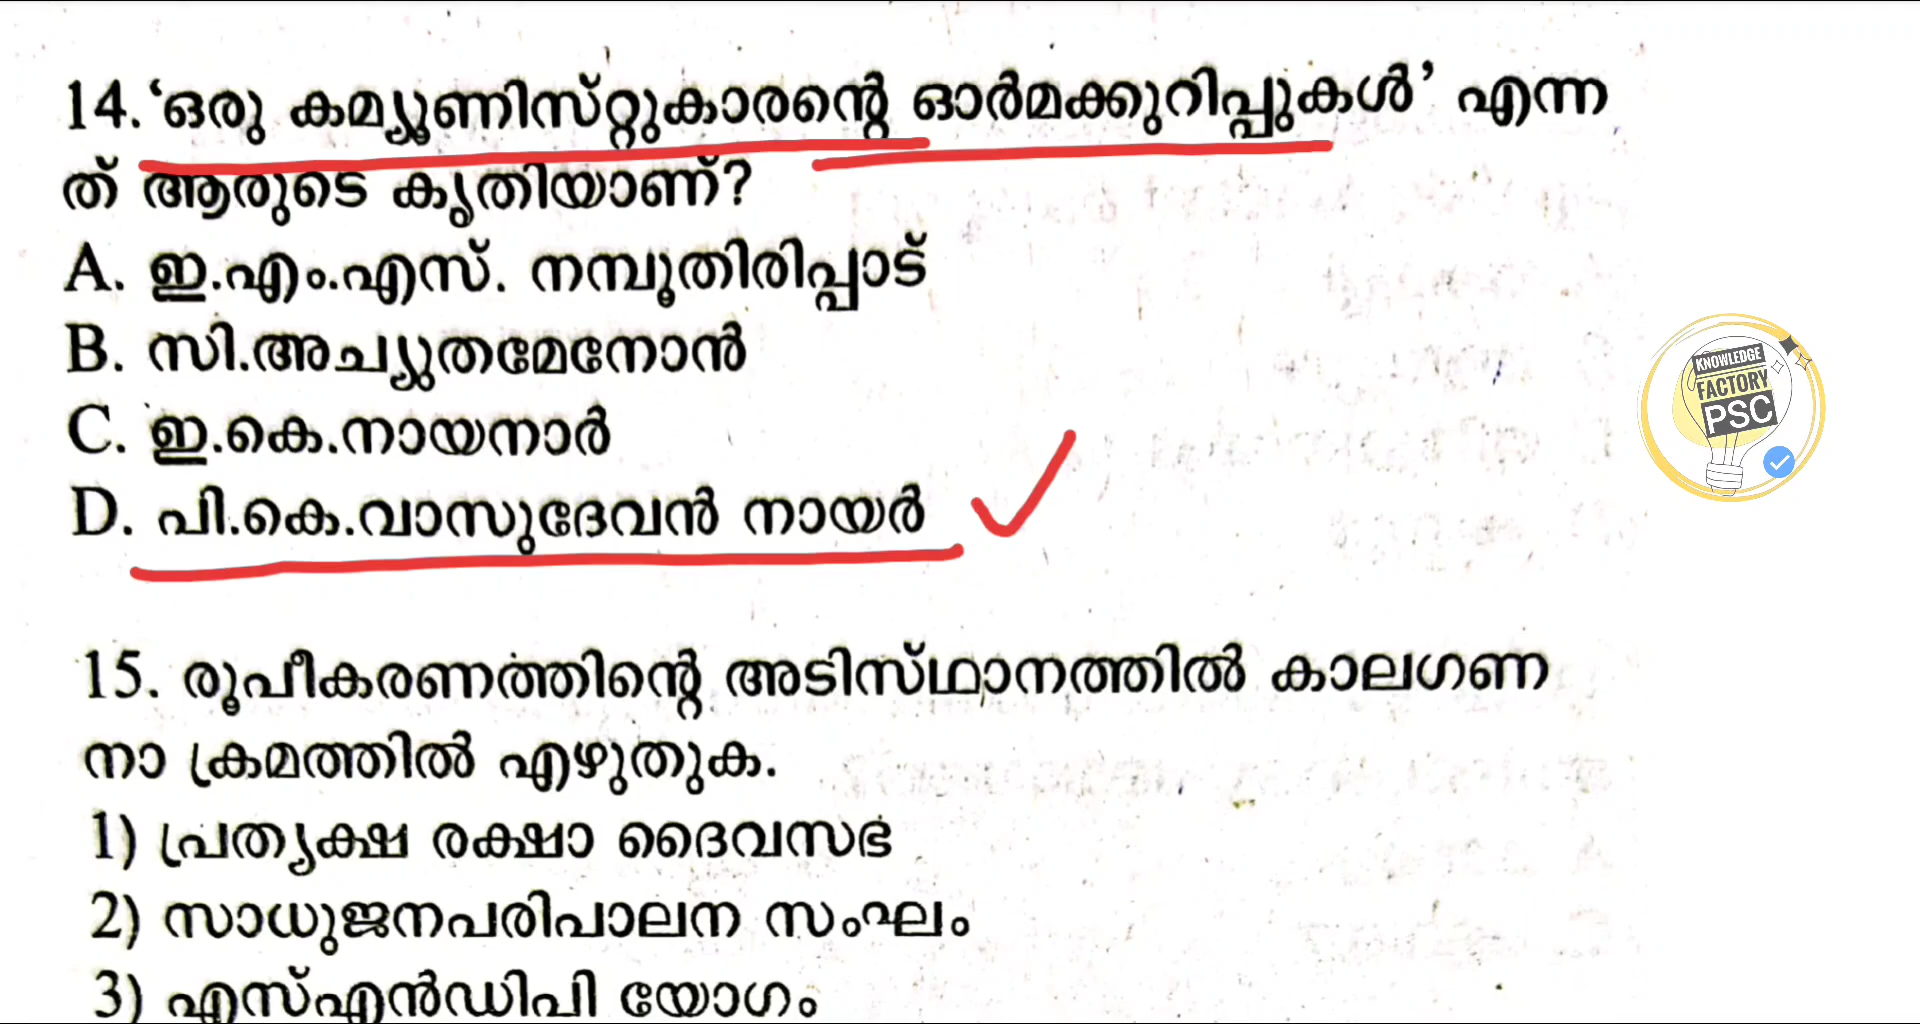 14. ‘ഒരു കമ്യൂണിസ്റ്റുകാരന്റെ ഓർമക്കുറിപ്പുകൾ’ എന്ന
ത് ആരുടെ കൃതിയാണ്?
A. ഇ.എം.എസ്. നമ്പൂതിരിപ്പാട്
B. സി.അച്യുതമേനോൻ
C. ഇ.കെ.നായനാർ
D. പി.കെ.വാസുദേവൻ നായർ
KNOWLEDGE
FACTORY
PSC
15. രൂപീകരണത്തിന്റെ അടിസ്ഥാനത്തിൽ കാലഗണ
നാ ക്രമത്തിൽ എഴുതുക.
1) പ്രത്യക്ഷ രക്ഷാ ദൈവസഭ
2) സാധുജനപരിപാലന സംഘം
3) എസ്എൻഡിപി യോഗം